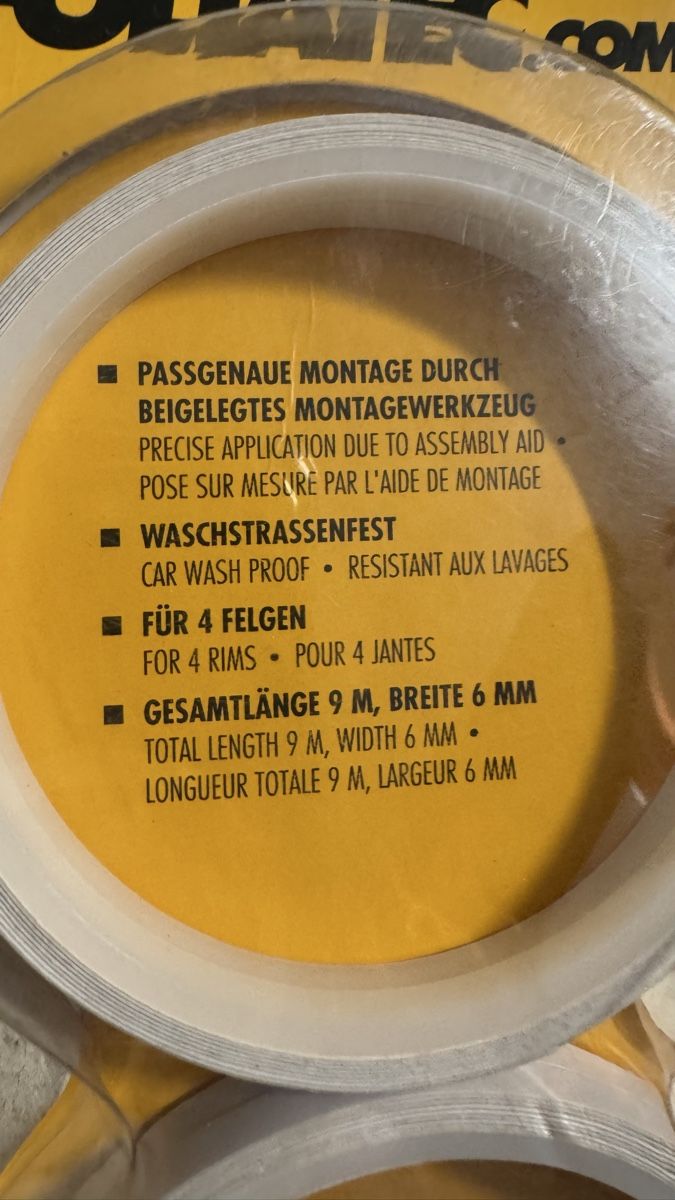 FOLIATEC.COM
■ PASSGENAUE MONTAGE DURCH
BEIGELEGTES MONTAGEWERKZEUG
PRECISE APPLICATION DUE TO ASSEMBLY AID •
POSE SUR MESURE PAR L'AIDE DE MONTAGE
■ WASCHSTRASSENFEST
CAR WASH PROOF • RESISTANT AUX LAVAGES
■ FÜR 4 FELGEN
FOR 4 RIMS • POUR 4 JANTES
■ GESAMTLÄNGE 9 M, BREITE 6 MM
TOTAL LENGTH 9 M, WIDTH 6 MM •
LONGUEUR TOTALE 9 M, LARGEUR 6 MM